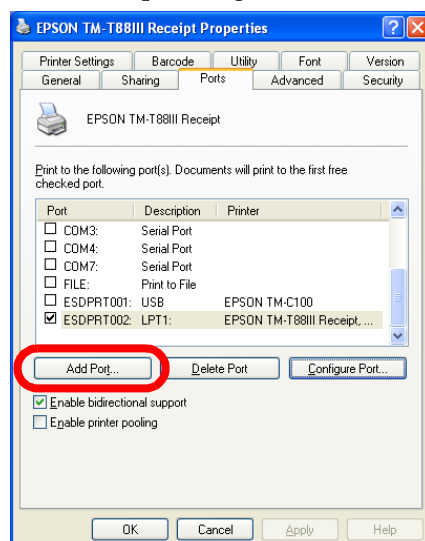 EPSON TM-T88III Receipt Properties
Printer Settings Barcode Utility Font Version
General Sharing Ports Advanced Security
EPSON TM-T88III Receipt
Print to the following port(s). Documents will print to the first free
checked port.
Port Description Printer
COM3: Serial Port
COM4: Serial Port
COM7: Serial Port
FILE: Print to File
ESDPRT001: USB EPSON TM-C100
ESDPRT002: LPT1: EPSON TM-T88III Receipt, ...
Add Port... Delete Port Configure Port...
Enable bidirectional support
Enable printer pooling
OK Cancel Apply Help